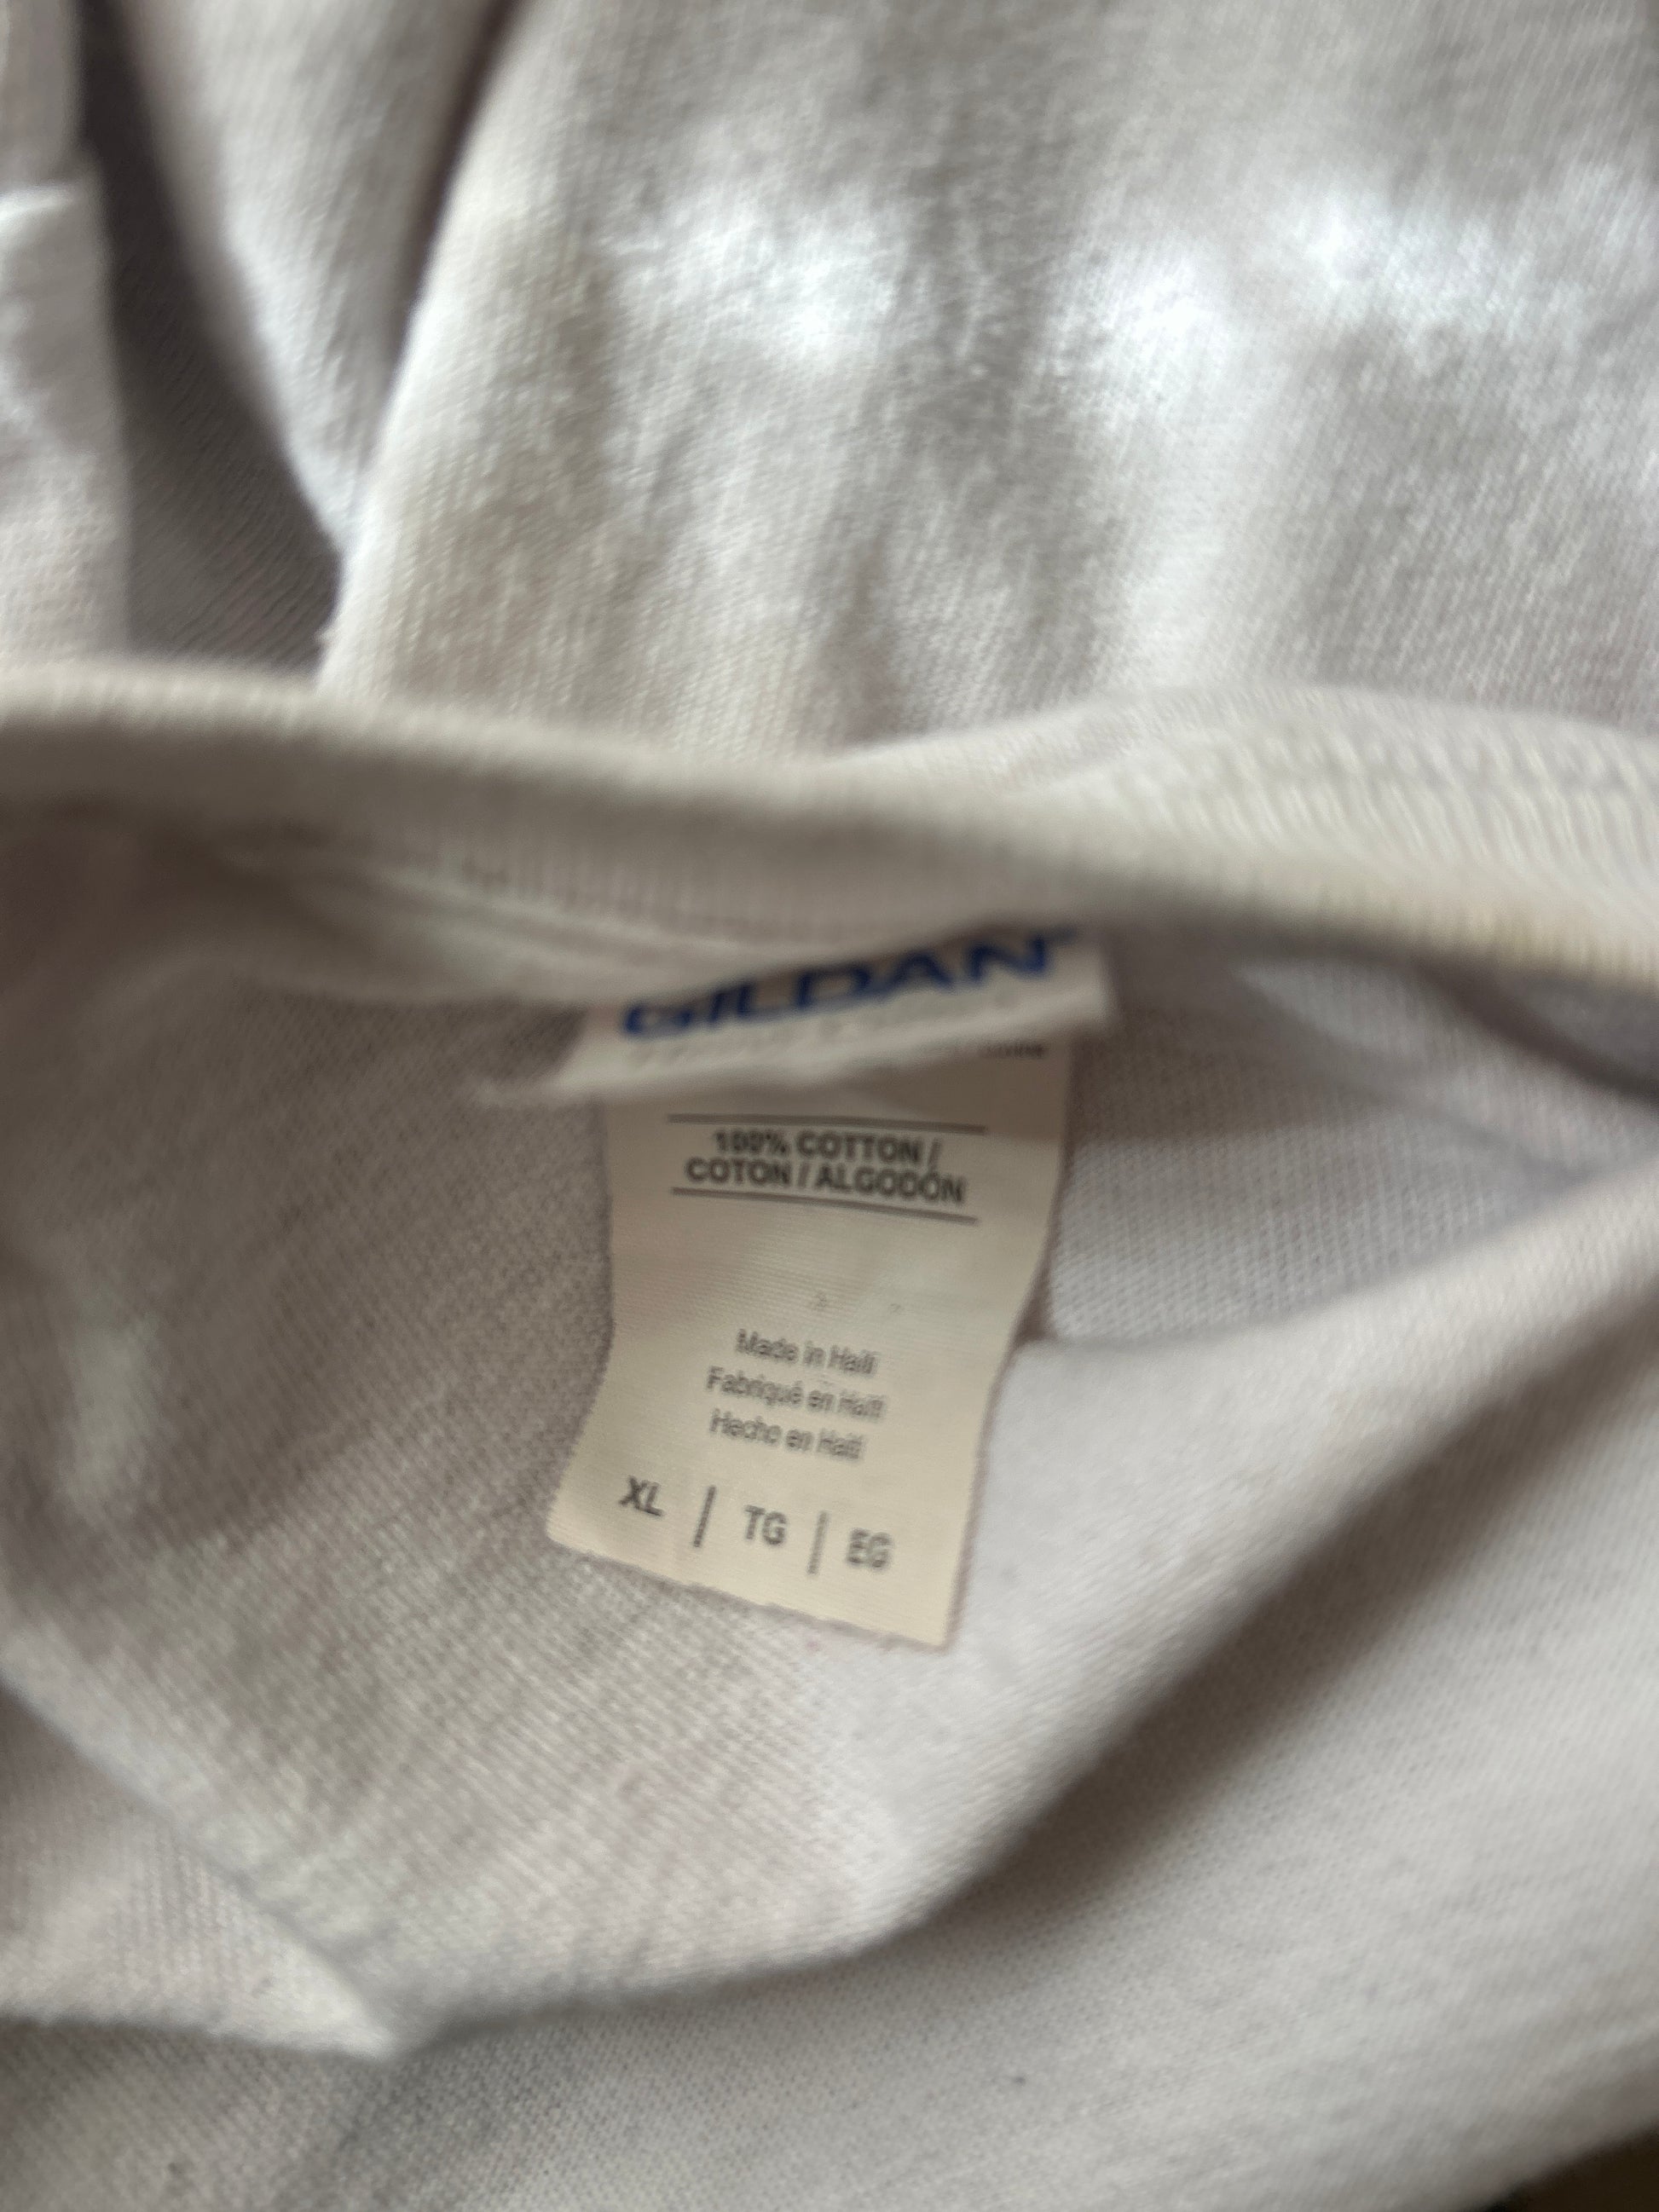 GILDAN
100% COTTON /
COTON / ALGODÓN
Made in Haiti
Fabriqué en Haïti
Hecho en Haití
XL | TG | EG